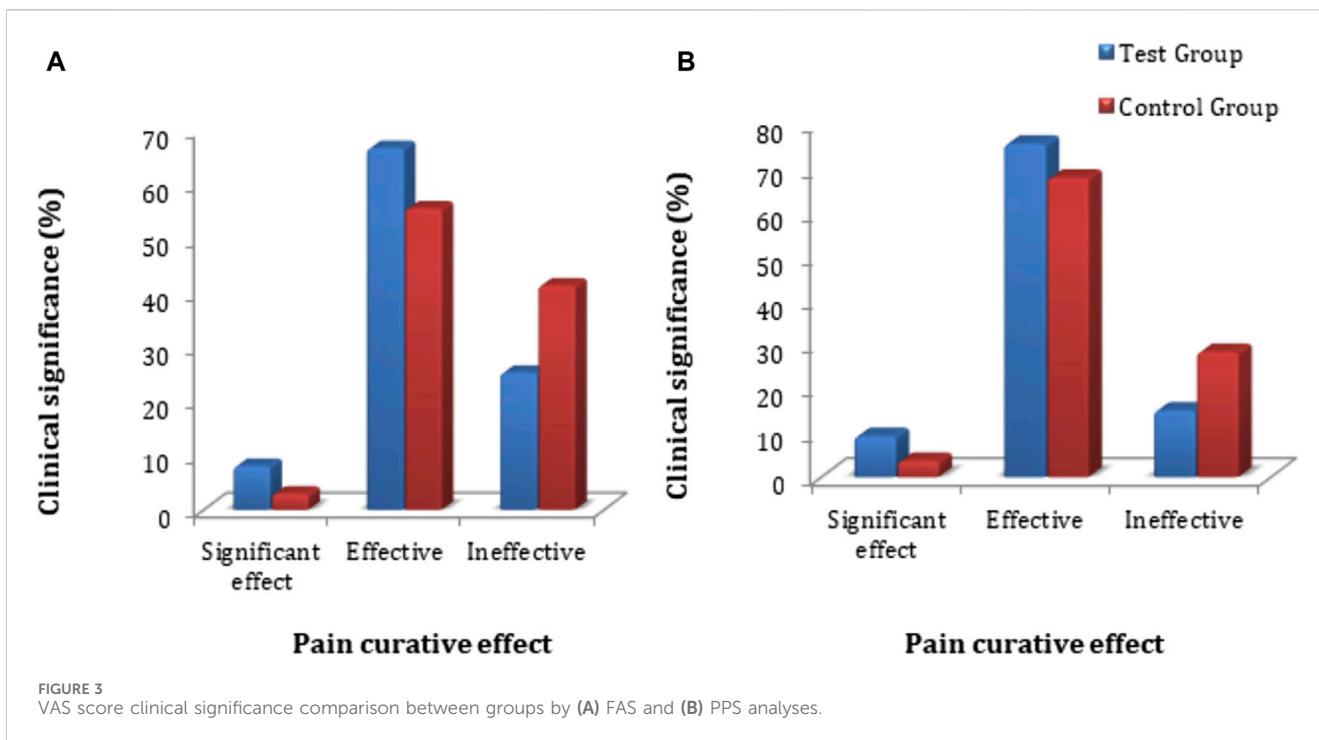 A
Clinical significance (%)
70
60
50
40
30
20
10
0
Significant effect
Effective
Ineffective
Pain curative effect
B
Test Group
Control Group
Clinical significance (%)
80
70
60
50
40
30
20
10
0
Significant effect
Effective
Ineffective
Pain curative effect
FIGURE 3
VAS score clinical significance comparison between groups by (A) FAS and (B) PPS analyses.